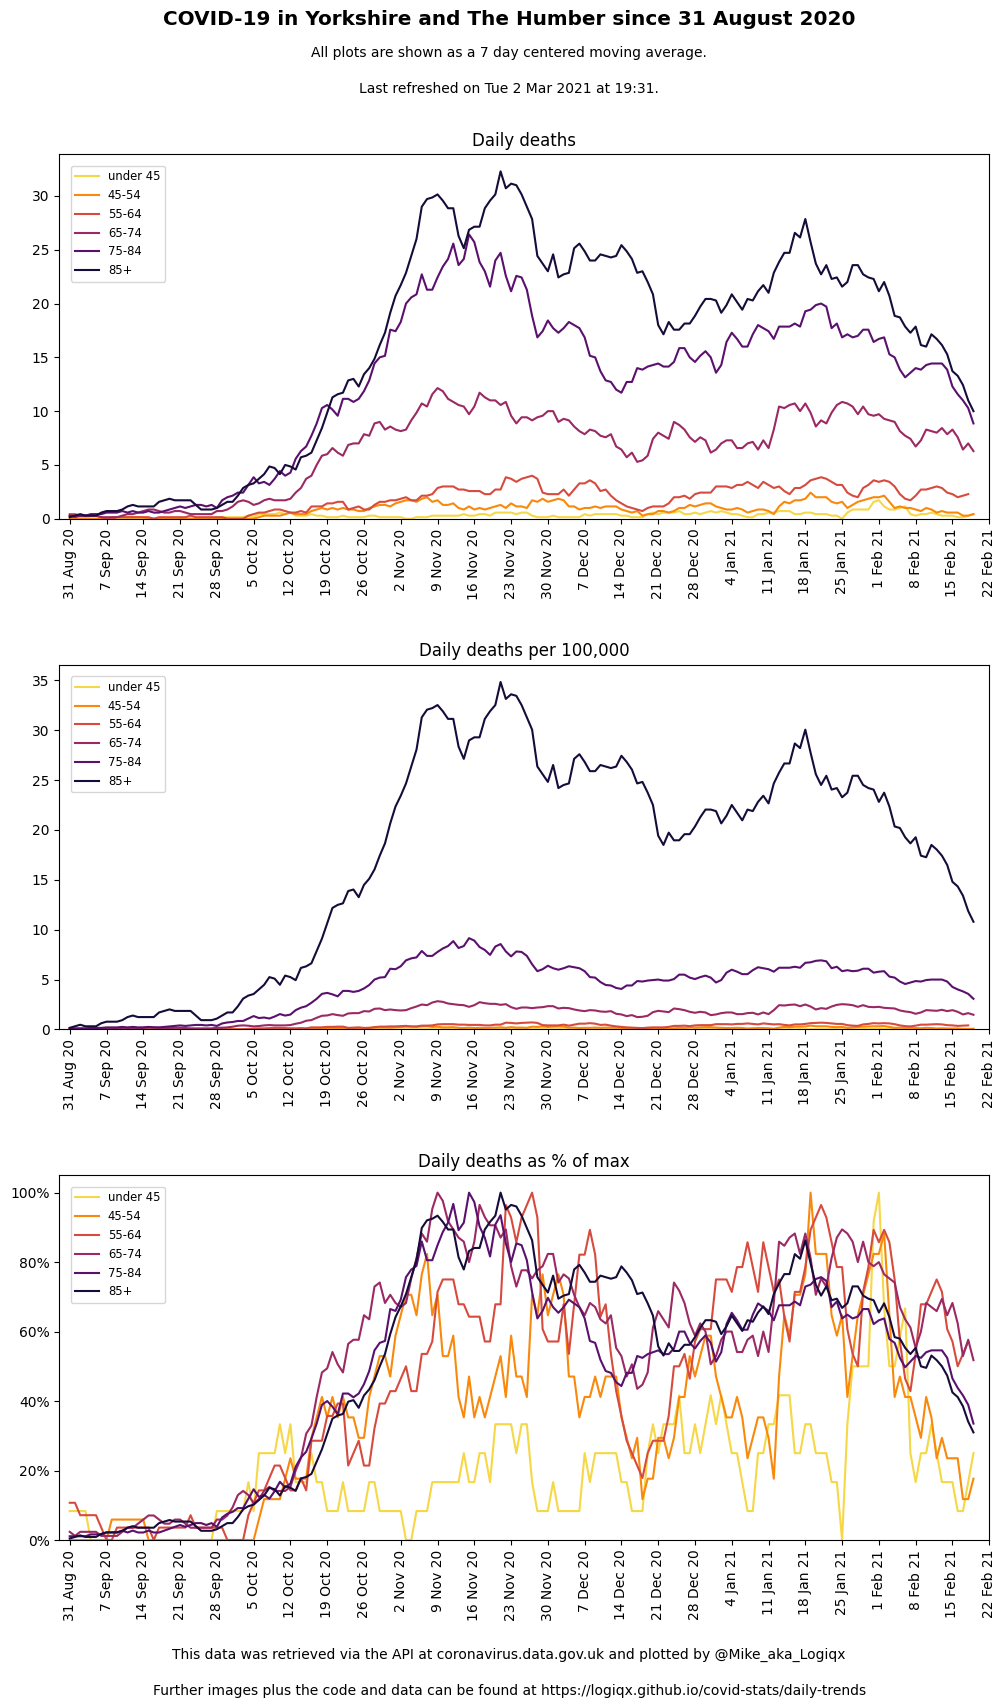 COVID-19 in Yorkshire and The Humber since 31 August 2020
All plots are shown as a 7 day centered moving average.
Last refreshed on Tue 2 Mar 2021 at 19:31.
Daily deaths
under 45
45-54
55-64
65-74
75-84
85+
30
25
20
15
10
5
0
31 Aug 20
7 Sep 20
14 Sep 20
21 Sep 20
28 Sep 20
5 Oct 20
12 Oct 20
19 Oct 20
26 Oct 20
2 Nov 20
9 Nov 20
16 Nov 20
23 Nov 20
30 Nov 20
7 Dec 20
14 Dec 20
21 Dec 20
28 Dec 20
4 Jan 21
11 Jan 21
18 Jan 21
25 Jan 21
1 Feb 21
8 Feb 21
15 Feb 21
22 Feb 21
Daily deaths per 100,000
under 45
45-54
55-64
65-74
75-84
85+
35
30
25
20
15
10
5
0
31 Aug 20
7 Sep 20
14 Sep 20
21 Sep 20
28 Sep 20
5 Oct 20
12 Oct 20
19 Oct 20
26 Oct 20
2 Nov 20
9 Nov 20
16 Nov 20
23 Nov 20
30 Nov 20
7 Dec 20
14 Dec 20
21 Dec 20
28 Dec 20
4 Jan 21
11 Jan 21
18 Jan 21
25 Jan 21
1 Feb 21
8 Feb 21
15 Feb 21
22 Feb 21
Daily deaths as % of max
under 45
45-54
55-64
65-74
75-84
85+
100%
80%
60%
40%
20%
0%
31 Aug 20
7 Sep 20
14 Sep 20
21 Sep 20
28 Sep 20
5 Oct 20
12 Oct 20
19 Oct 20
26 Oct 20
2 Nov 20
9 Nov 20
16 Nov 20
23 Nov 20
30 Nov 20
7 Dec 20
14 Dec 20
21 Dec 20
28 Dec 20
4 Jan 21
11 Jan 21
18 Jan 21
25 Jan 21
1 Feb 21
8 Feb 21
15 Feb 21
22 Feb 21
This data was retrieved via the API at coronavirus.data.gov.uk and plotted by @Mike_aka_Logiqx
Further images plus the code and data can be found at https://logiqx.github.io/covid-stats/daily-trends